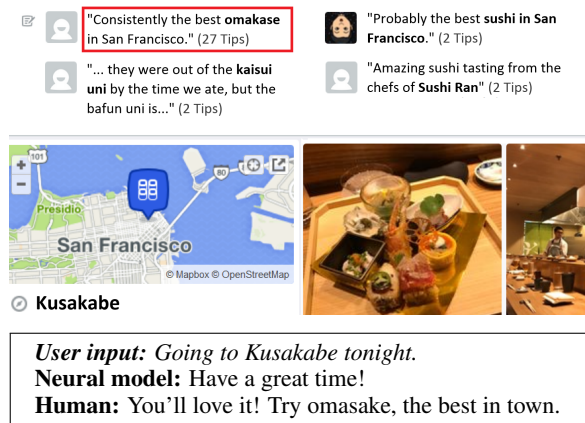 "Consistently the best omakase
in San Francisco." (27 Tips)
"... they were out of the kaisui
uni by the time we ate, but the
bafun uni is..." (2 Tips)
"Probably the best sushi in San
Francisco." (2 Tips)
"Amazing sushi tasting from the
chefs of Sushi Ran" (2 Tips)
101
+
−
80
Presidio
San Francisco
© Mapbox © OpenStreetMap
Kusakabe
User input: Going to Kusakabe tonight.
Neural model: Have a great time!
Human: You'll love it! Try omasake, the best in town.